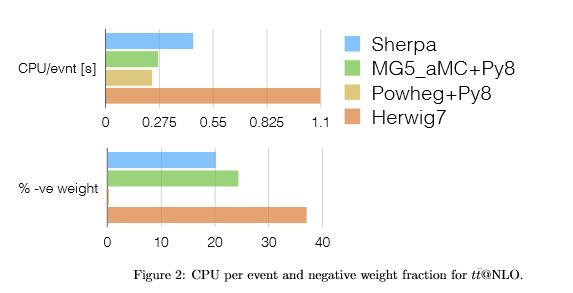 Sherpa
MG5_aMC+Py8
Powheg+Py8
Herwig7
CPU/evnt [s]
0 0.275 0.55 0.825 1.1
% -ve weight
0 10 20 30 40
Figure 2: CPU per event and negative weight fraction for tt̄@NLO.